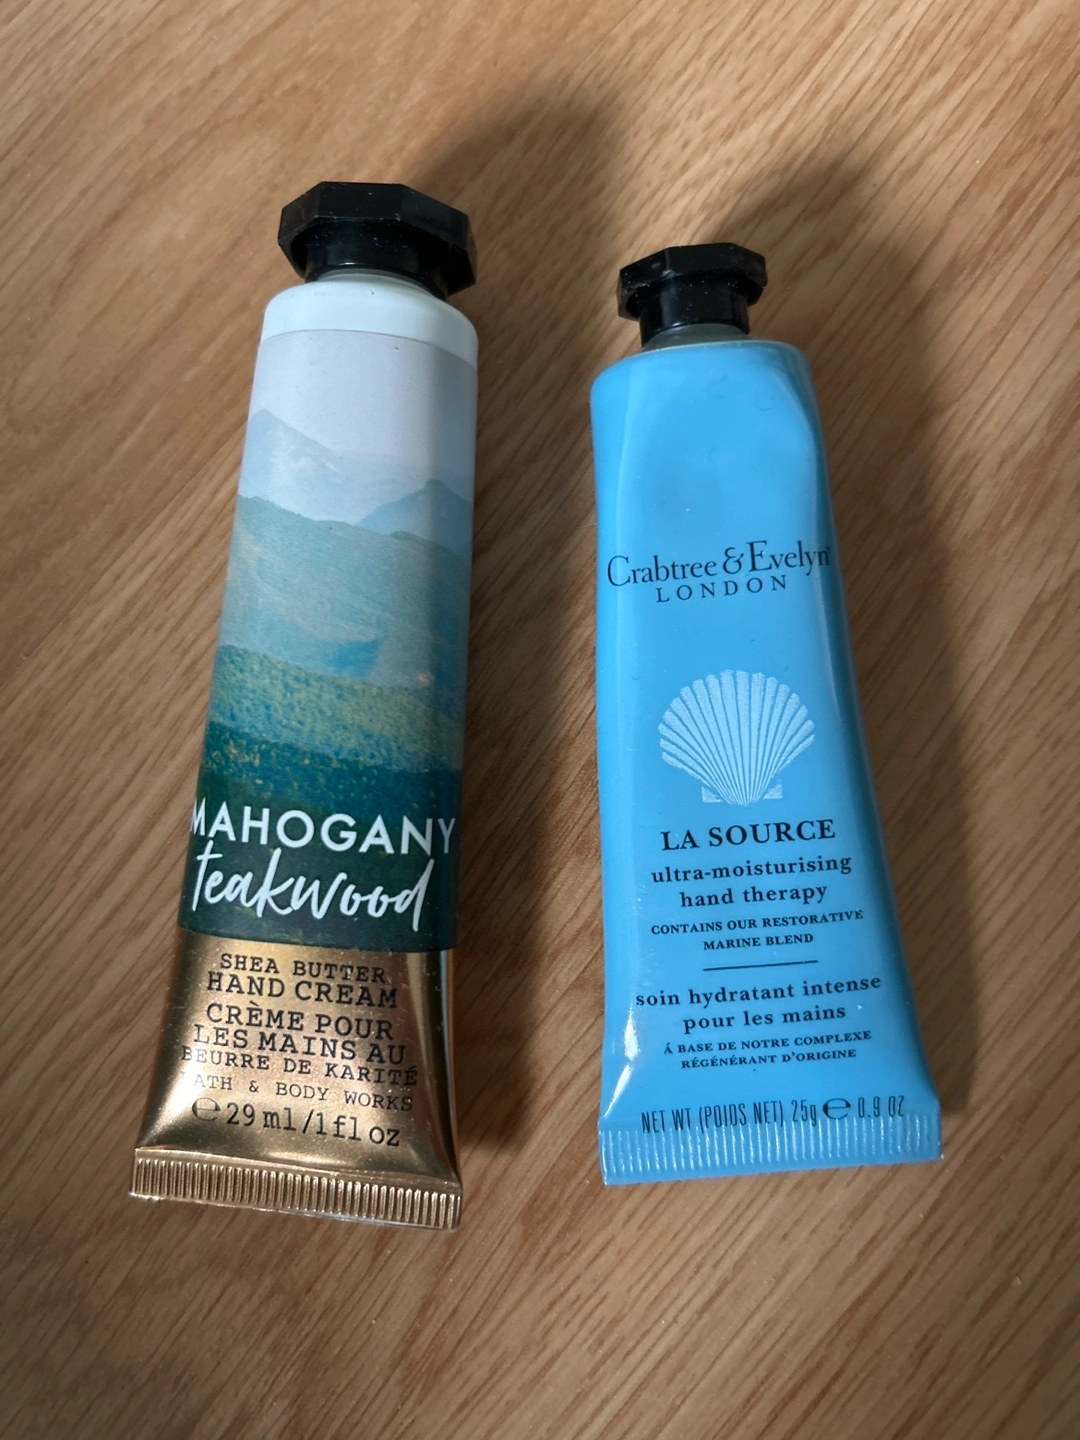 MAHOGANY
teakwood
SHEA BUTTER
HAND CREAM
CRÈME POUR
LES MAINS AU
BEURRE DE KARITÉ
BATH & BODY WORKS
℮ 29 ml/1 fl oz
Crabtree & Evelyn®
LONDON
LA SOURCE
ultra-moisturising
hand therapy
CONTAINS OUR RESTORATIVE
MARINE BLEND
soin hydratant intense
pour les mains
Á BASE DE NOTRE COMPLEXE
RÉGÉNÉRANT D'ORIGINE
NET WT (POIDS NET) 25g ℮ 0.9 OZ